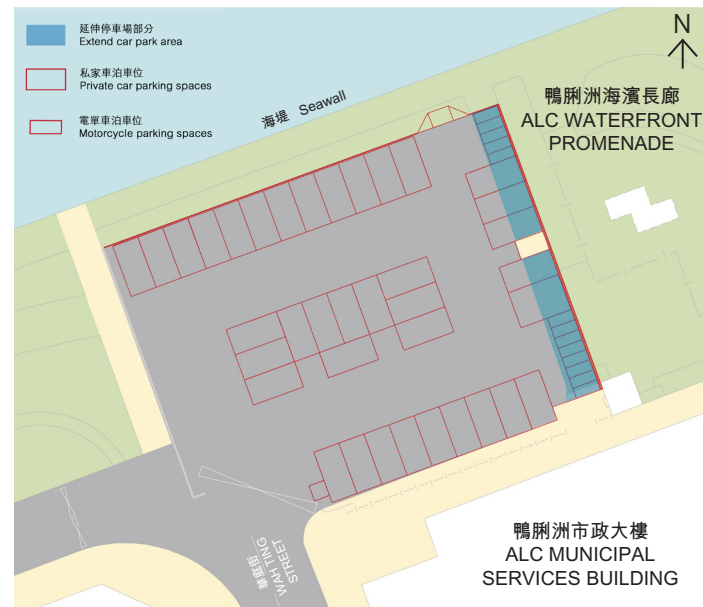 延伸停車場部分
Extend car park area
私家車泊車位
Private car parking spaces
電單車泊車位
Motorcycle parking spaces
N
海堤 Seawall
鴨脷洲海濱長廊
ALC WATERFRONT
PROMENADE
華庭街
WAH TING
STREET
鴨脷洲市政大樓
ALC MUNICIPAL
SERVICES BUILDING